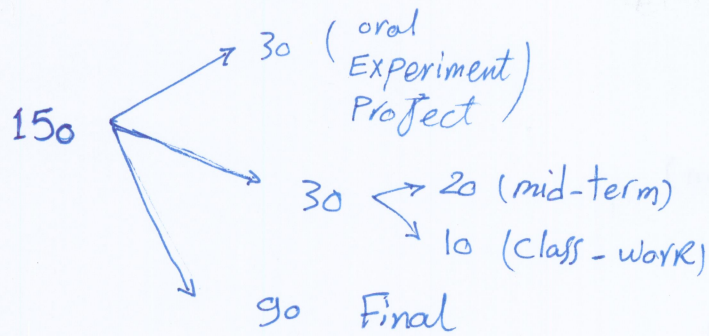 30 (oral
Experiment
Project)
150
30
20 (mid-term)
10 (Class-work)
90 Final